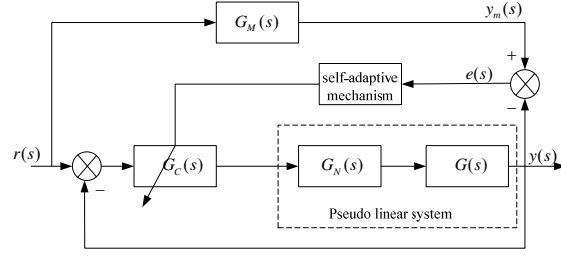 G_M(s)
y_m(s)
+
self-adaptive
mechanism
e(s)
−
r(s)
G_C(s)
G_N(s)
G(s)
y(s)
−
Pseudo linear system